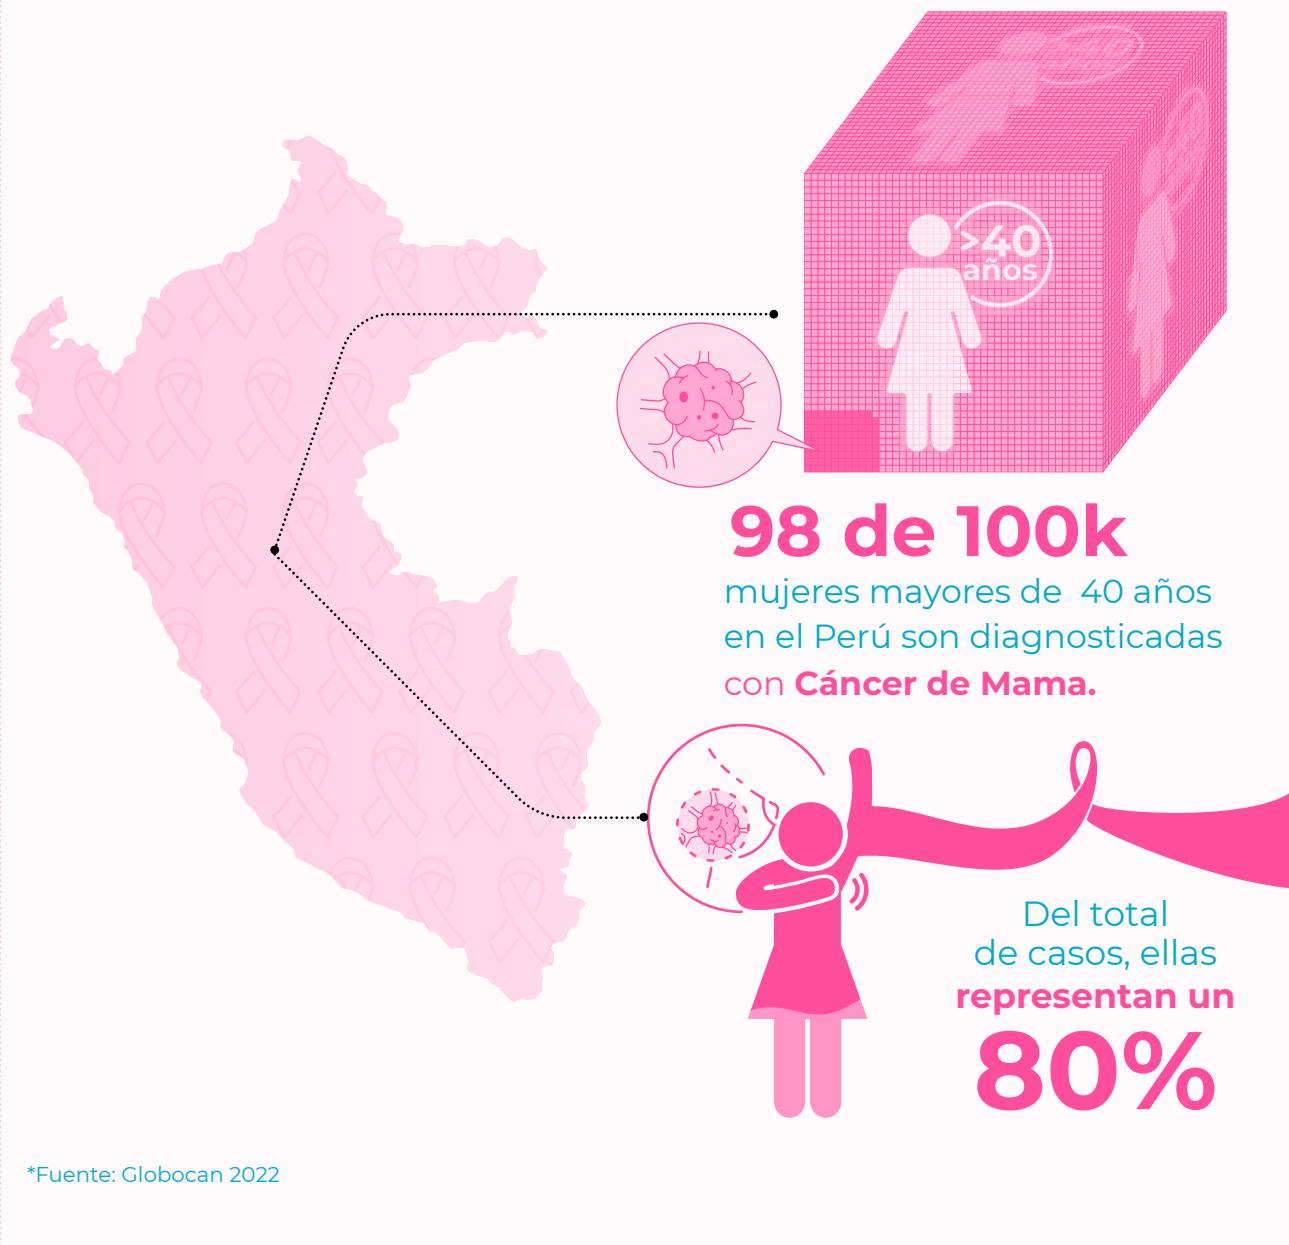 >40
años
98 de 100k
mujeres mayores de 40 años
en el Perú son diagnosticadas
con Cáncer de Mama.
Del total
de casos, ellas
representan un
80%
*Fuente: Globocan 2022